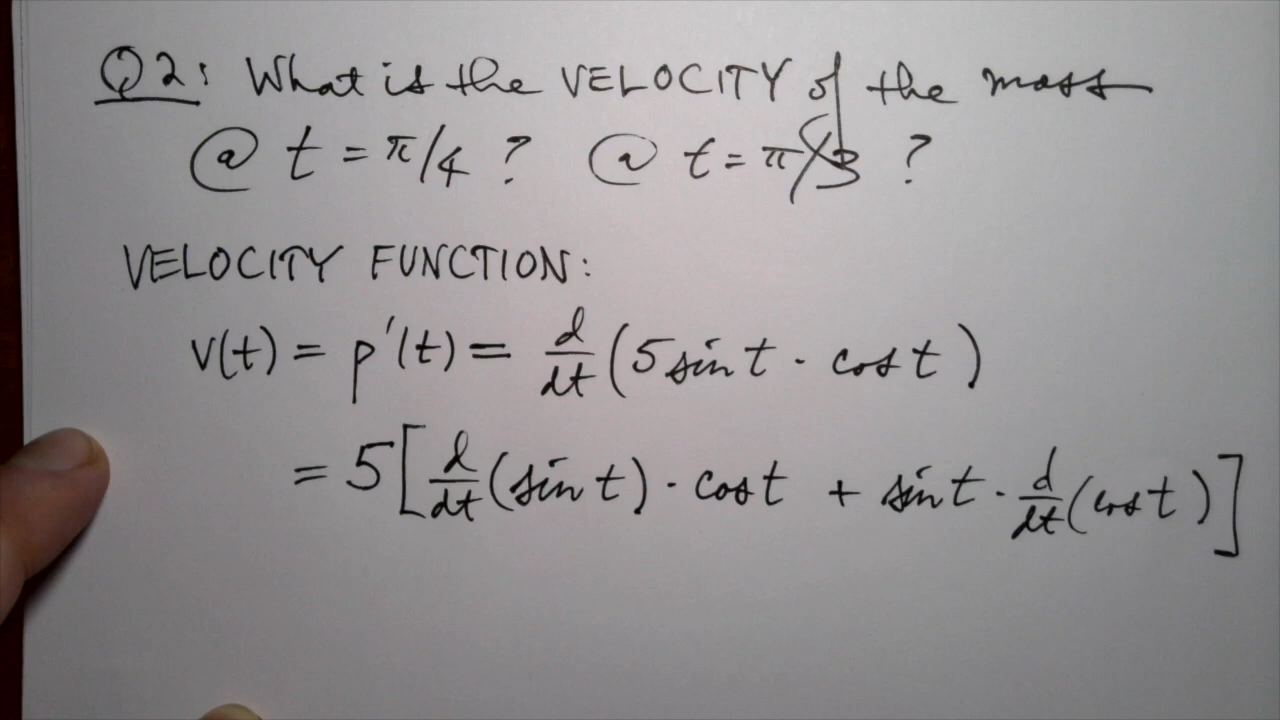 Q2: What is the VELOCITY of the mass
@ t = π/4 ? @ t = π/3 ?
VELOCITY FUNCTION:
v(t) = p'(t) = d/dt (5 sin t · cos t)
= 5[d/dt (sin t) · cos t + sin t · d/dt (cos t)]